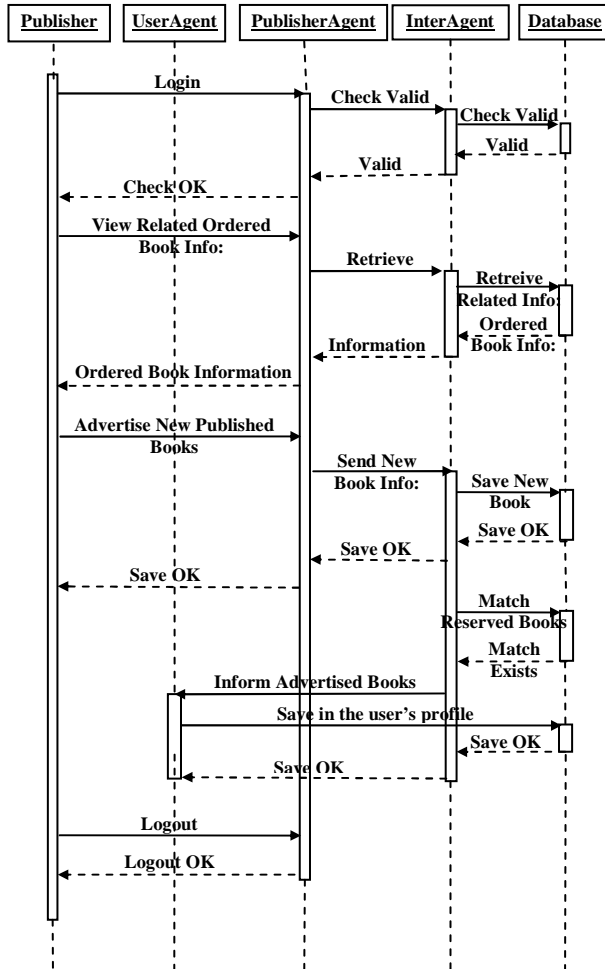 Publisher
UserAgent
PublisherAgent
InterAgent
Database
Login
Check Valid
Check Valid
Valid
Valid
Check OK
View Related Ordered
Book Info:
Retrieve
Retreive
Related Info:
Ordered
Book Info:
Information
Ordered Book Information
Advertise New Published
Books
Send New
Book Info:
Save New
Book
Save OK
Save OK
Save OK
Match
Reserved Books
Match
Exists
Inform Advertised Books
Save in the user's profile
Save OK
Save OK
Logout
Logout OK